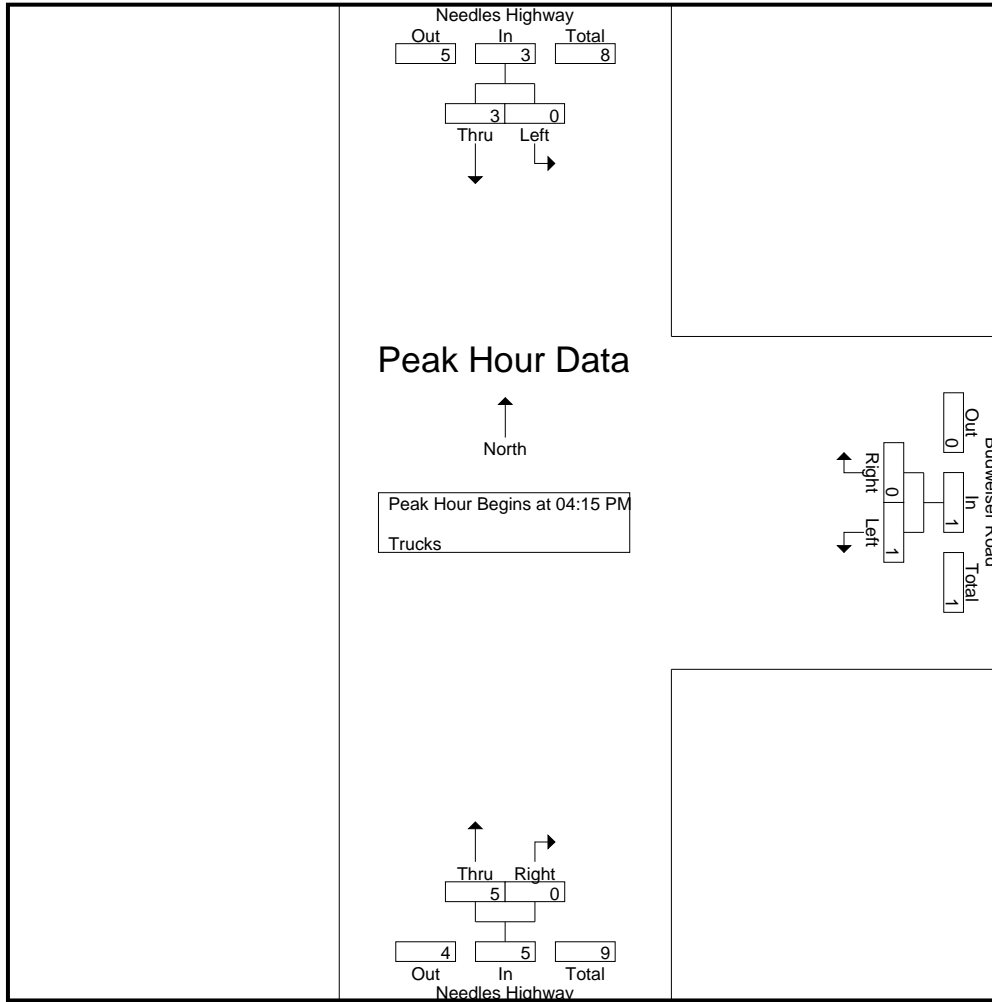 Needles Highway
Out In Total
5 3 8
3 0
Thru Left
Peak Hour Data
North
Peak Hour Begins at 04:15 PM
Trucks
Right Left
0 1
Out In Total
0 1 1
Budweiser Road
Thru Right
5 0
4 5 9
Out In Total
Needles Highway